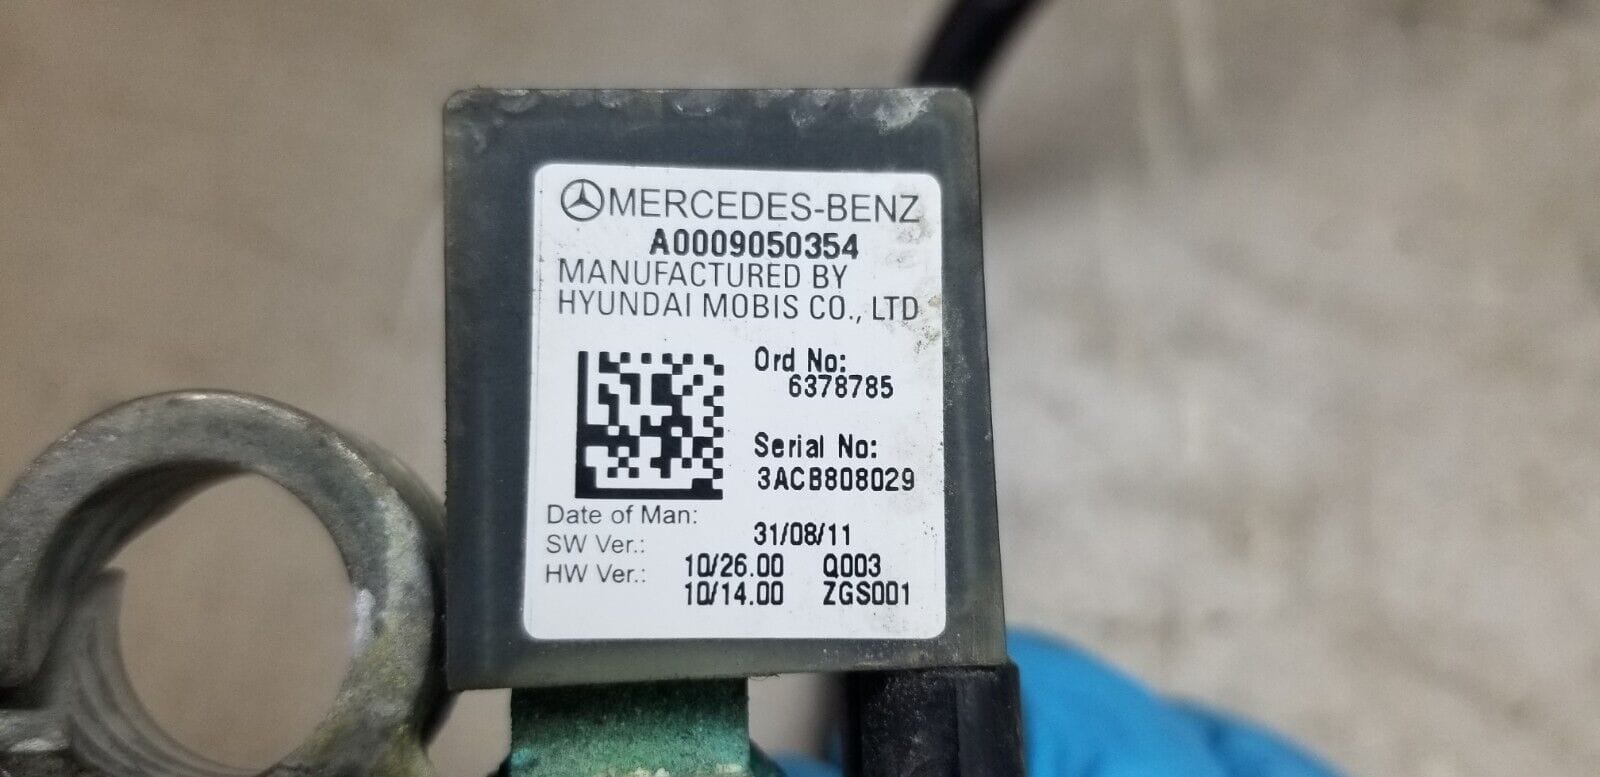 MERCEDES-BENZ
A0009050354
MANUFACTURED BY
HYUNDAI MOBIS CO., LTD
Ord No:
6378785
Serial No:
3ACB808029
Date of Man: 31/08/11
SW Ver.: 10/26.00 Q003
HW Ver.: 10/14.00 ZGS001